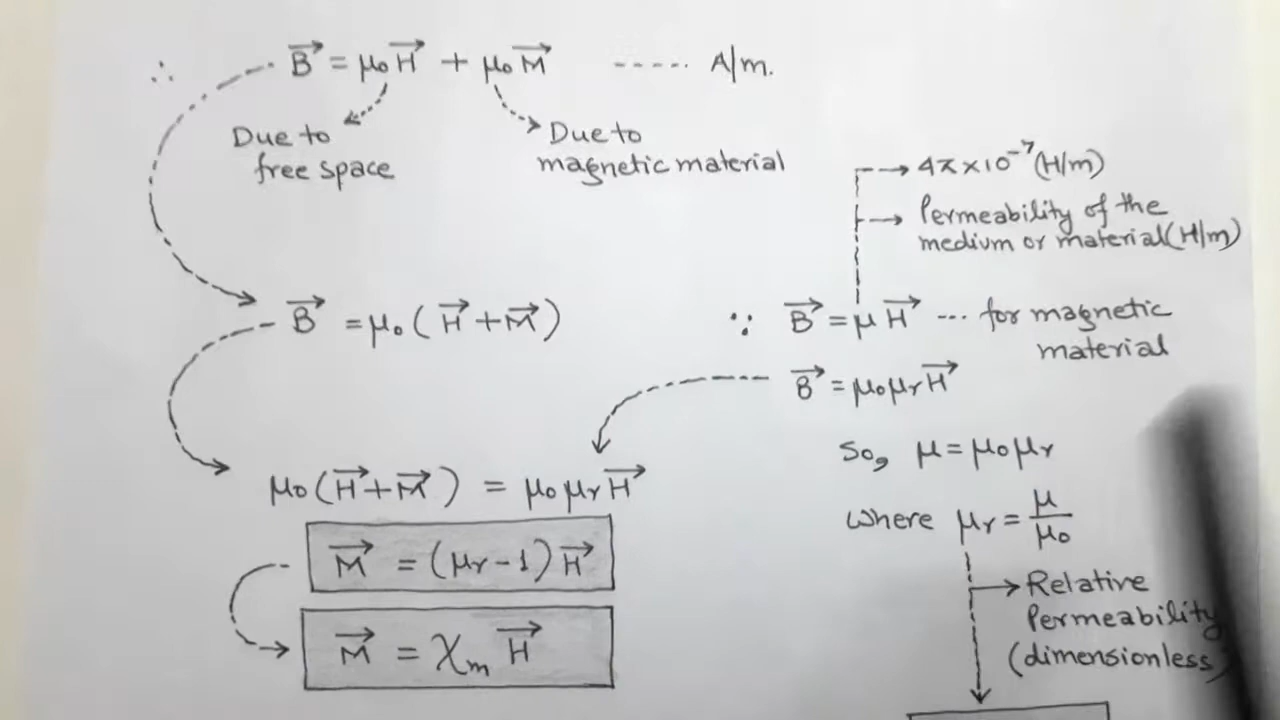 ∴ B⃗ = μ₀H⃗ + μ₀M⃗ ----- A/m.
Due to
free space
Due to
magnetic material
4π×10⁻⁷ (H/m)
Permeability of the
medium or material (H/m)
B⃗ = μ₀(H⃗ + M⃗)
∵ B⃗ = μH⃗ --- for magnetic
material
B⃗ = μ₀μᵣH⃗
So, μ = μ₀μᵣ
μ₀(H⃗ + M⃗) = μ₀μᵣH⃗
Where μᵣ = μ/μ₀
M⃗ = (μᵣ - 1)H⃗
Relative
Permeability
(dimensionless)
M⃗ = χₘ H⃗